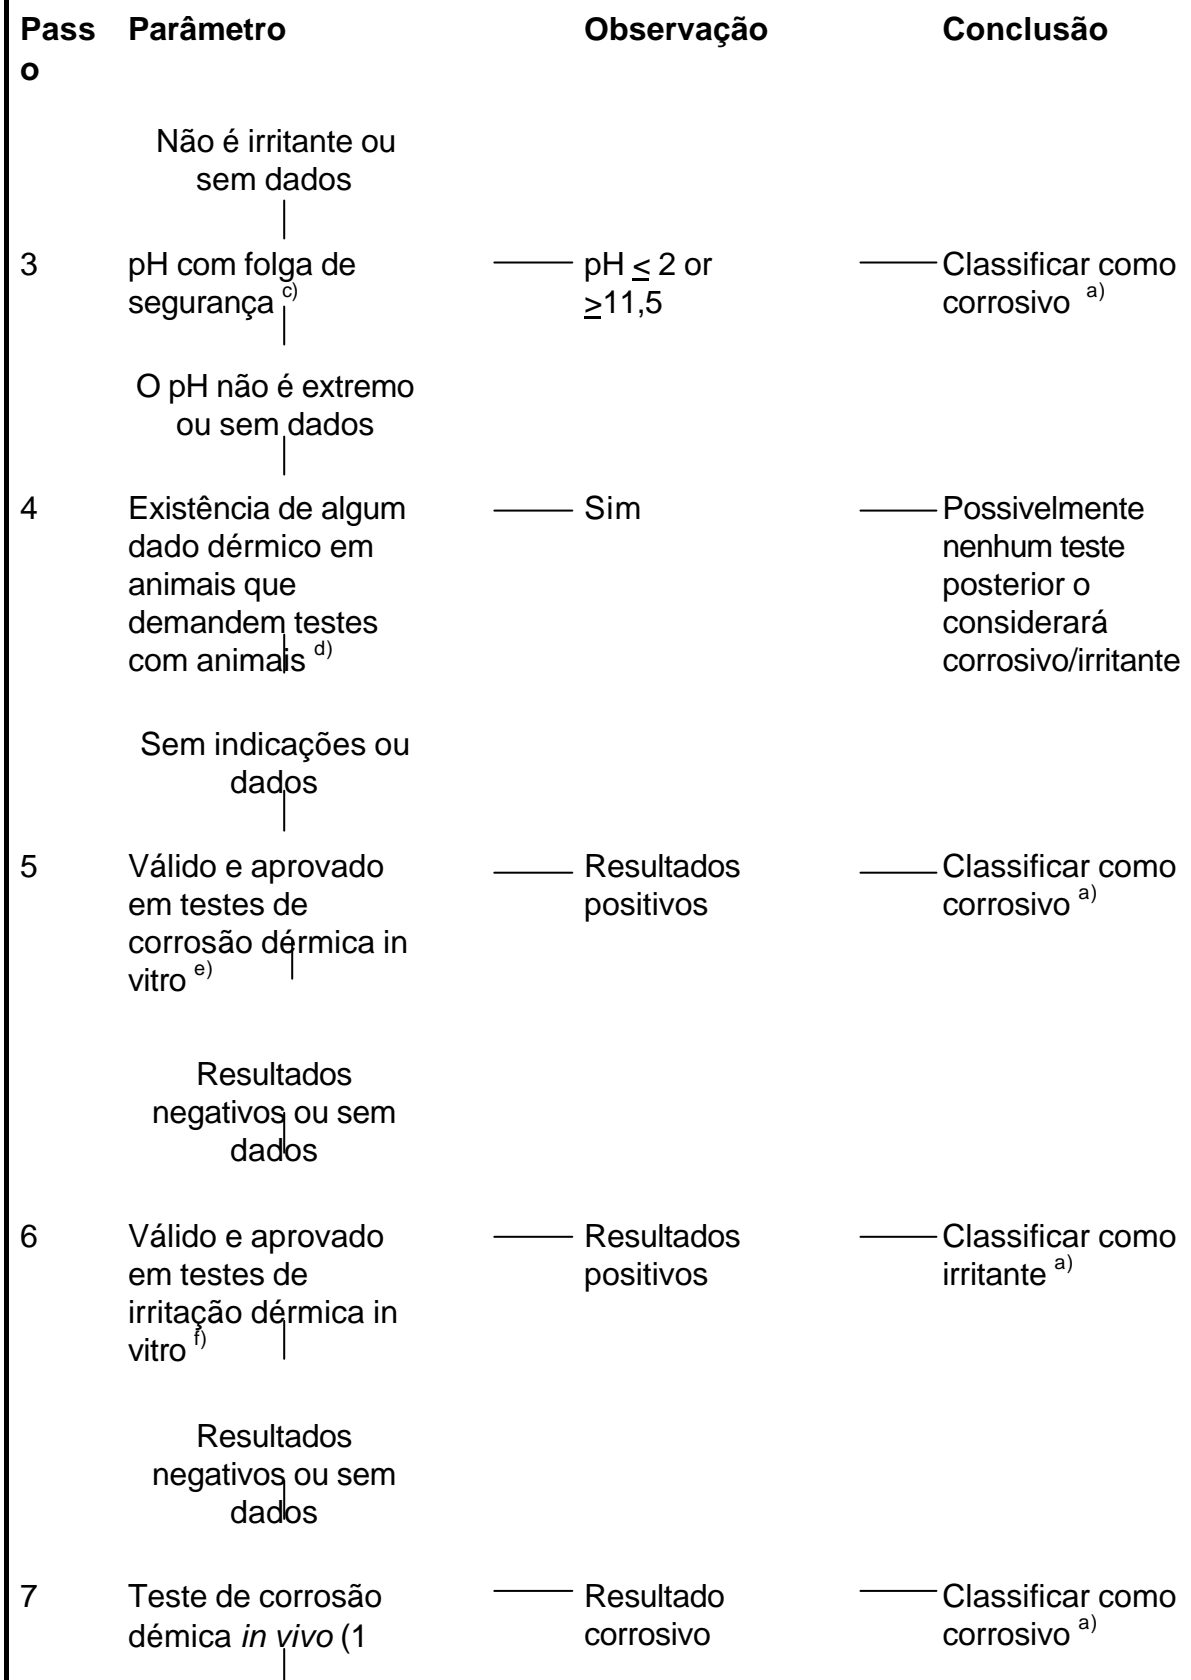 Pass Parâmetro Observação Conclusão
o
Não é irritante ou
sem dados
3 pH com folga de pH ≤ 2 or Classificar como
segurança c) ≥11,5 corrosivo a)
O pH não é extremo
ou sem dados
4 Existência de algum Sim Possivelmente
dado dérmico em nenhum teste
animais que posterior o
demandem testes considerará
com animais d) corrosivo/irritante
Sem indicações ou
dados
5 Válido e aprovado Resultados Classificar como
em testes de positivos corrosivo a)
corrosão dérmica in
vitro e)
Resultados
negativos ou sem
dados
6 Válido e aprovado Resultados Classificar como
em testes de positivos irritante a)
irritação dérmica in
vitro f)
Resultados
negativos ou sem
dados
7 Teste de corrosão Resultado Classificar como
démica in vivo (1 corrosivo corrosivo a)